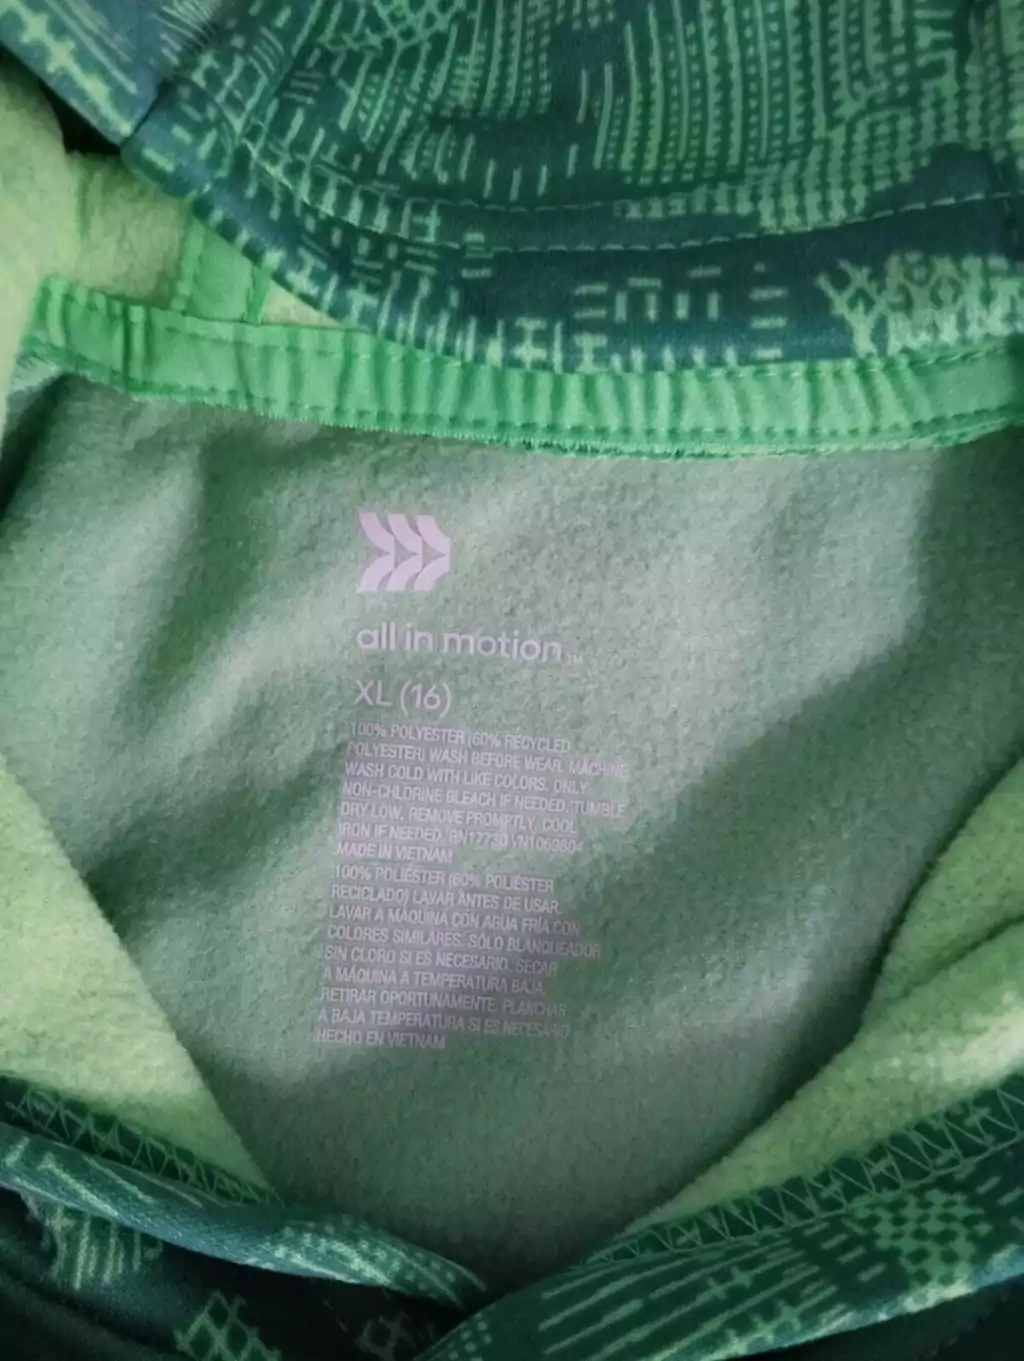 all in motion™
XL (16)
100% POLYESTER (60% RECYCLED
POLYESTER) WASH BEFORE WEAR. MACHINE
WASH COLD WITH LIKE COLORS. ONLY
NON-CHLORINE BLEACH IF NEEDED. TUMBLE
DRY LOW. REMOVE PROMPTLY. COOL
IRON IF NEEDED. RN17730 VN1069804
MADE IN VIETNAM
100% POLIÉSTER (60% POLIÉSTER
RECICLADO) LAVAR ANTES DE USAR.
LAVAR A MÁQUINA CON AGUA FRÍA CON
COLORES SIMILARES. SÓLO BLANQUEADOR
SIN CLORO SI ES NECESARIO. SECAR
A MÁQUINA A TEMPERATURA BAJA.
RETIRAR OPORTUNAMENTE. PLANCHAR
A BAJA TEMPERATURA SI ES NECESARIO
HECHO EN VIETNAM